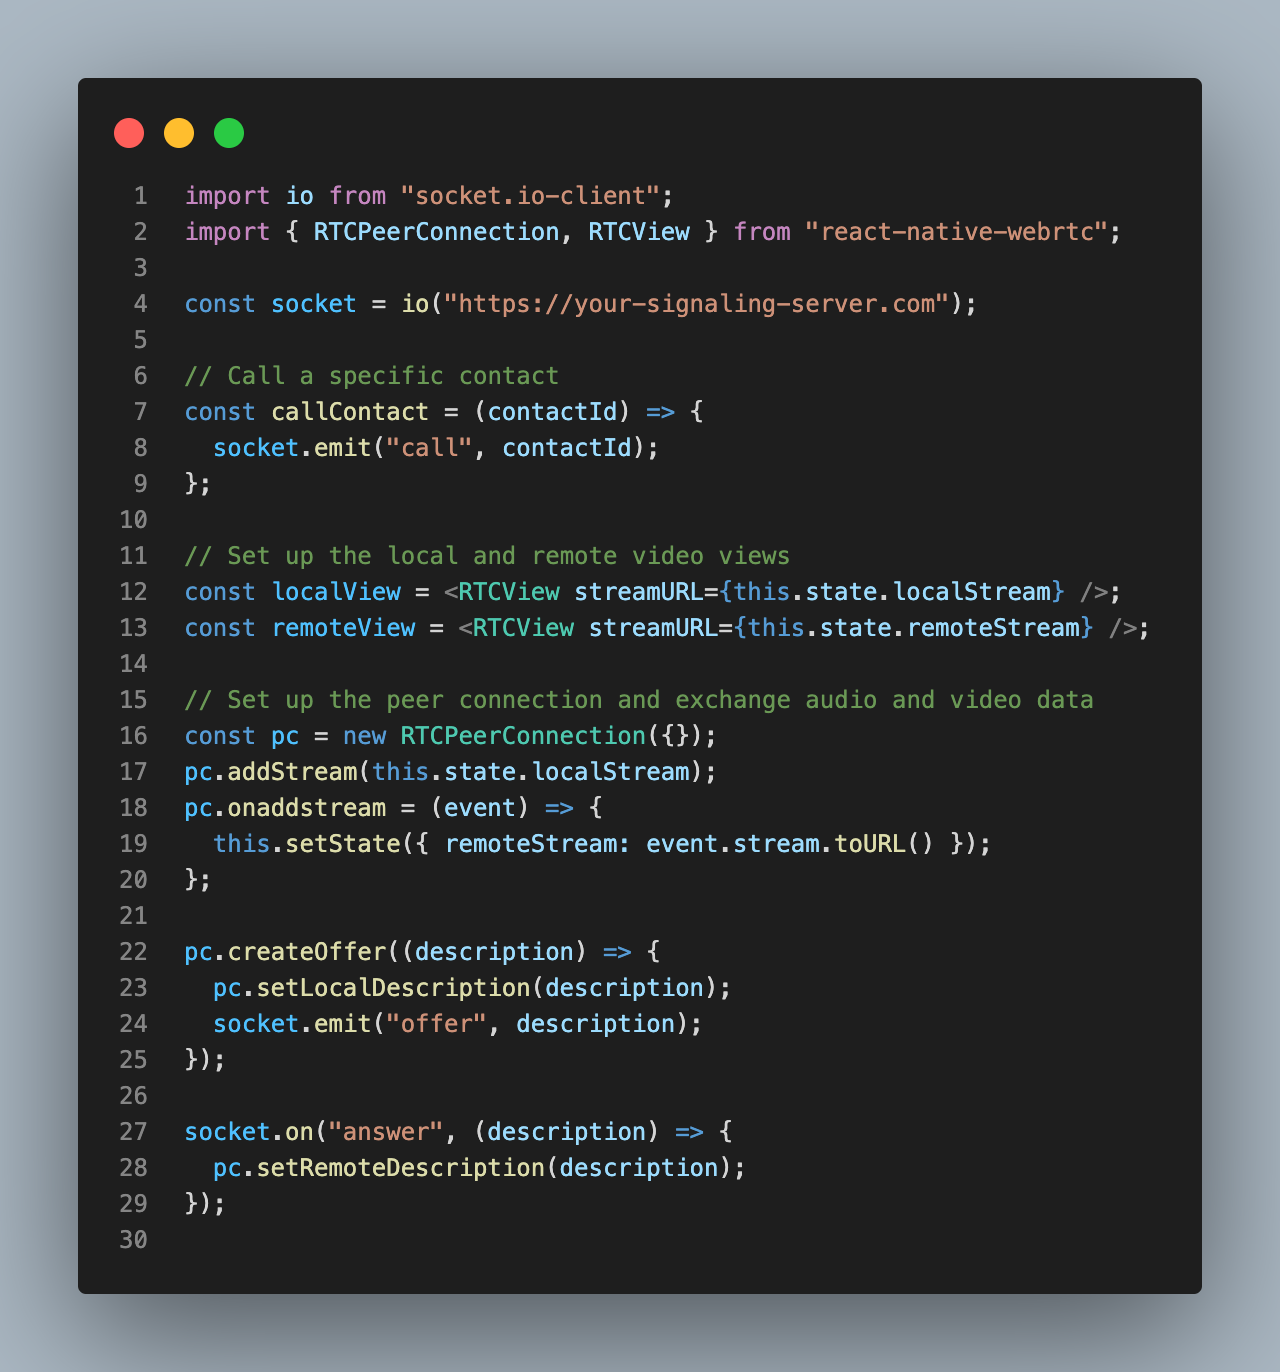 1 import io from "socket.io-client";
2 import { RTCPeerConnection, RTCView } from "react-native-webrtc";
3
4 const socket = io("https://your-signaling-server.com");
5
6 // Call a specific contact
7 const callContact = (contactId) => {
8   socket.emit("call", contactId);
9 };
10
11 // Set up the local and remote video views
12 const localView = <RTCView streamURL={this.state.localStream} />;
13 const remoteView = <RTCView streamURL={this.state.remoteStream} />;
14
15 // Set up the peer connection and exchange audio and video data
16 const pc = new RTCPeerConnection({});
17 pc.addStream(this.state.localStream);
18 pc.onaddstream = (event) => {
19   this.setState({ remoteStream: event.stream.toURL() });
20 };
21
22 pc.createOffer((description) => {
23   pc.setLocalDescription(description);
24   socket.emit("offer", description);
25 });
26
27 socket.on("answer", (description) => {
28   pc.setRemoteDescription(description);
29 });
30